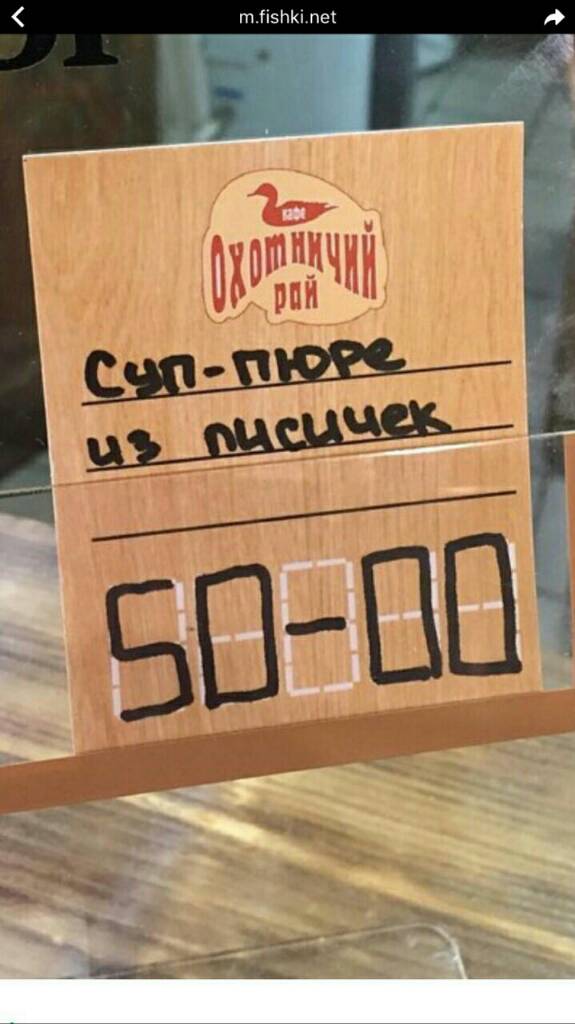 m.fishki.net
кафе
Охотничий
рай
Суп-пюре
из писичек
50-00